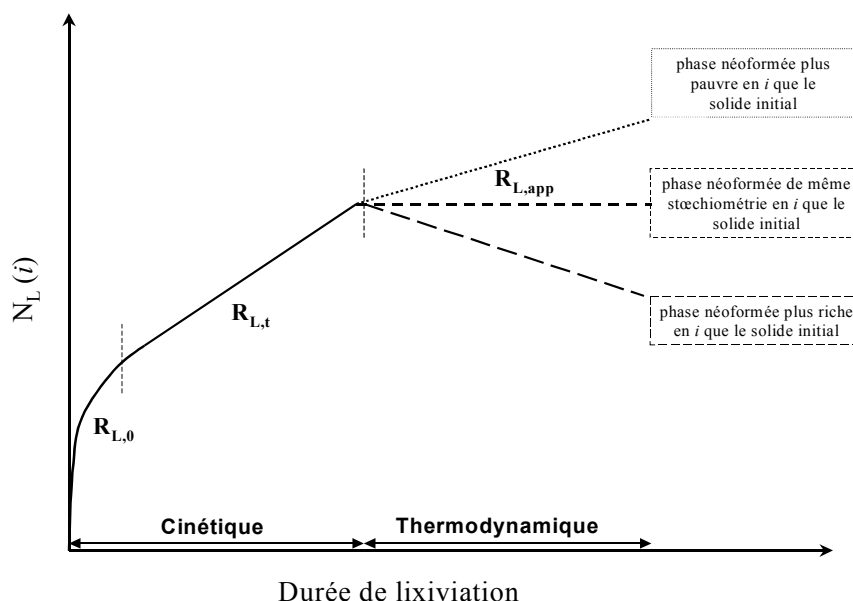 phase néoformée plus
pauvre en i que le
solide initial
R_L,app
phase néoformée de même
stœchiométrie en i que le
solide initial
N_L (i)
R_L,t
phase néoformée plus riche
en i que le solide initial
R_L,0
Cinétique
Thermodynamique
Durée de lixiviation